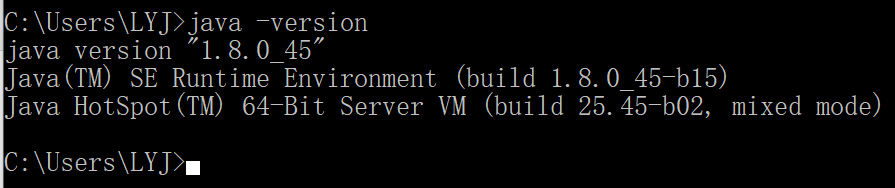 C:\Users\LYJ>java -version
java version "1.8.0_45"
Java(TM) SE Runtime Environment (build 1.8.0_45-b15)
Java HotSpot(TM) 64-Bit Server VM (build 25.45-b02, mixed mode)
C:\Users\LYJ>